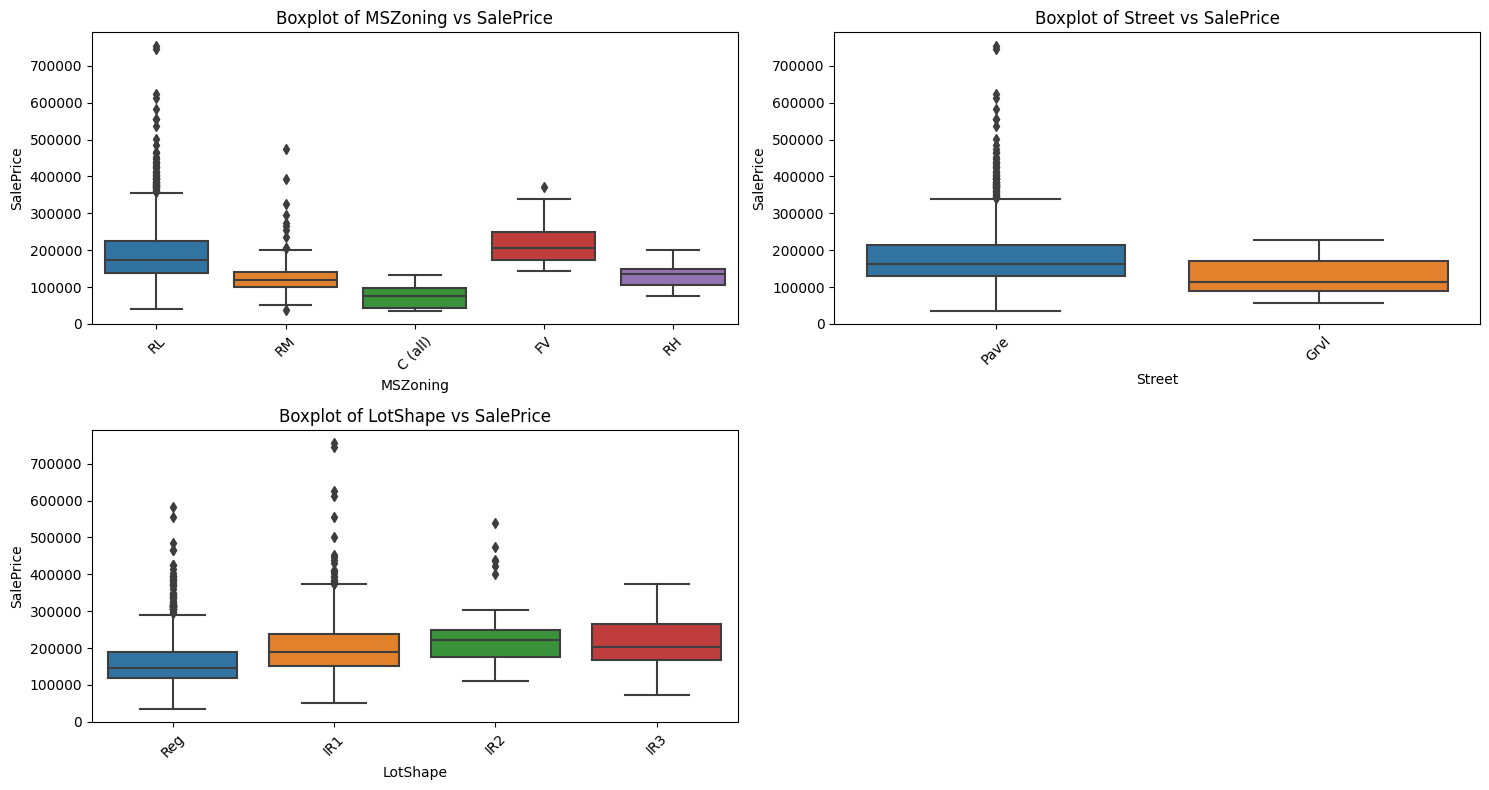 Boxplot of MSZoning vs SalePrice
700000
600000
500000
400000
300000
200000
100000
0
SalePrice
RL
RM
C (all)
FV
RH
MSZoning
Boxplot of Street vs SalePrice
700000
600000
500000
400000
300000
200000
100000
0
SalePrice
Pave
Grvl
Street
Boxplot of LotShape vs SalePrice
700000
600000
500000
400000
300000
200000
100000
0
SalePrice
Reg
IR1
IR2
IR3
LotShape